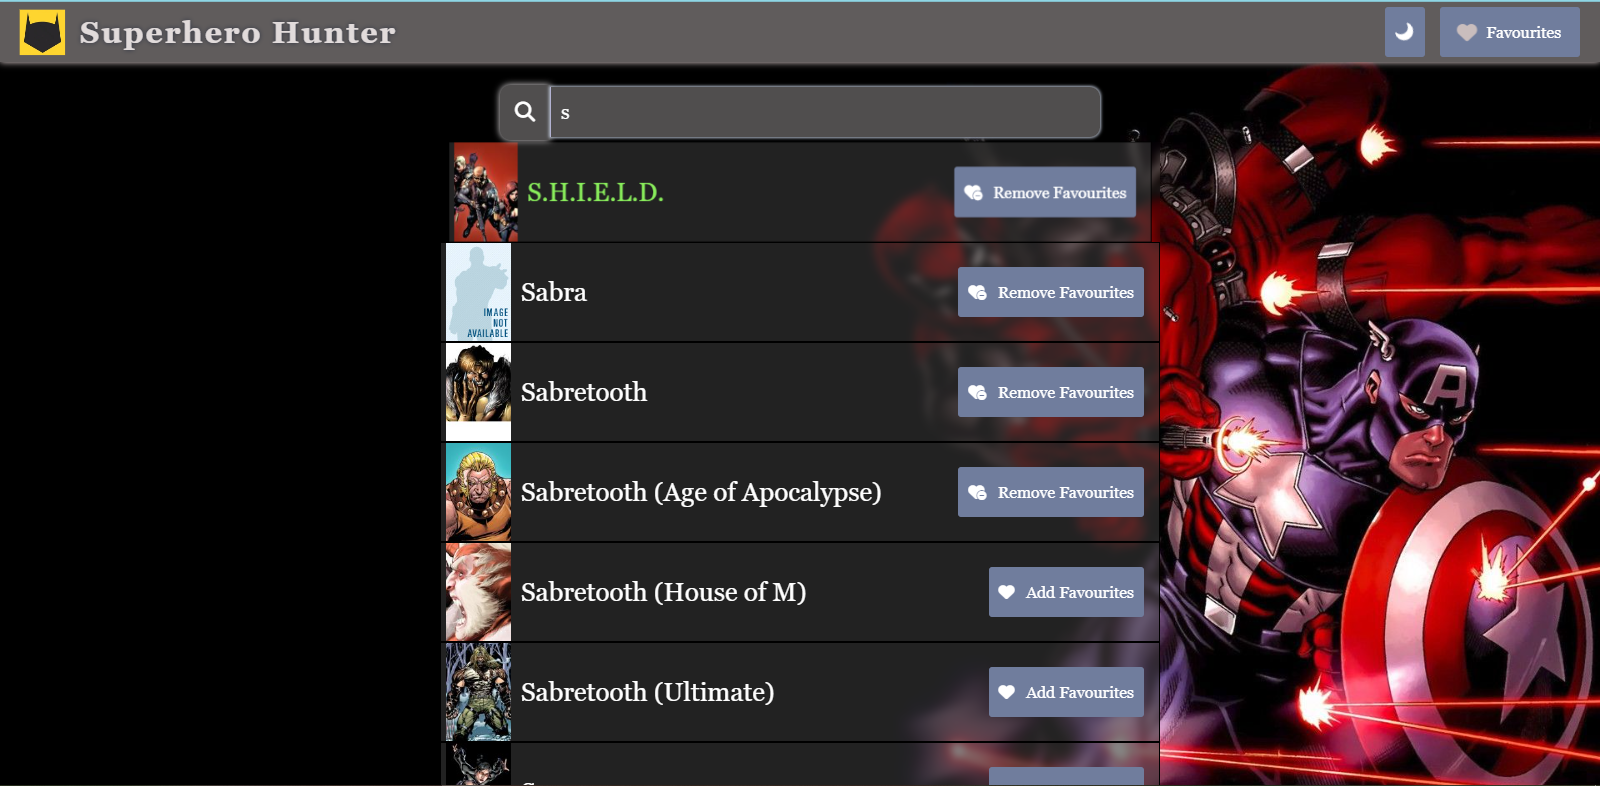 Superhero Hunter
Favourites
s
S.H.I.E.L.D.
Remove Favourites
IMAGE
NOT
AVAILABLE
Sabra
Remove Favourites
Sabretooth
Remove Favourites
Sabretooth (Age of Apocalypse)
Remove Favourites
Sabretooth (House of M)
Add Favourites
Sabretooth (Ultimate)
Add Favourites
A